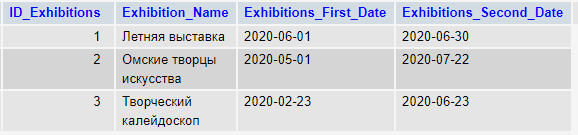 ID_Exhibitions Exhibition_Name Exhibitions_First_Date Exhibitions_Second_Date
1 Летняя выставка 2020-06-01 2020-06-30
2 Омские творцы 2020-05-01 2020-07-22
искусства
3 Творческий 2020-02-23 2020-06-23
калейдоскоп